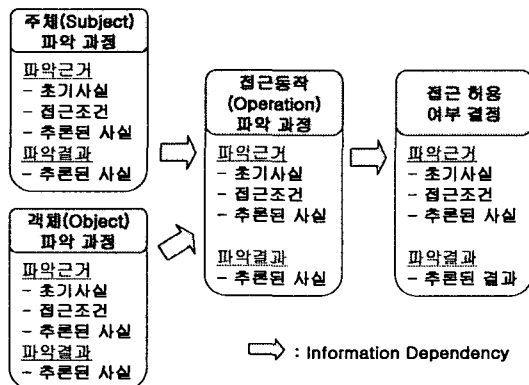 주체(Subject)
파악 과정
파악근거
- 초기사실
- 접근조건
- 추론된 사실
파악결과
- 추론된 사실
객체(Object)
파악 과정
파악근거
- 초기사실
- 접근조건
- 추론된 사실
파악결과
- 추론된 사실
접근동작
(Operation)
파악 과정
파악근거
- 초기사실
- 접근조건
- 추론된 사실
파악결과
- 추론된 사실
접근 허용
여부 결정
파악근거
- 초기사실
- 접근조건
- 추론된 사실
파악결과
- 추론된 결과
: Information Dependency